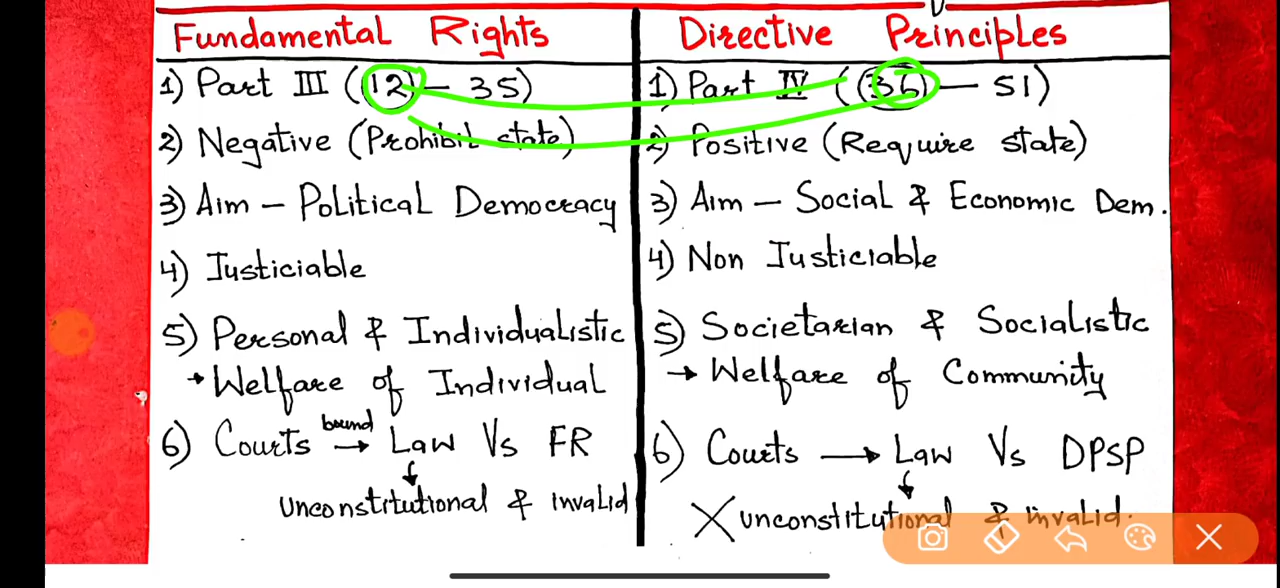 Fundamental Rights
1) Part III (12 – 35)
2) Negative (Prohibit state)
3) Aim – Political Democracy
4) Justiciable
5) Personal & Individualistic
→ Welfare of Individual
6) Courts bound → Law Vs FR
↓
Unconstitutional & invalid
Directive Principles
1) Part IV (36 – 51)
2) Positive (Require state)
3) Aim – Social & Economic Dem.
4) Non Justiciable
5) Societarian & Socialistic
→ Welfare of Community
6) Courts → Law Vs DPSP
↓
X unconstitutional & invalid.